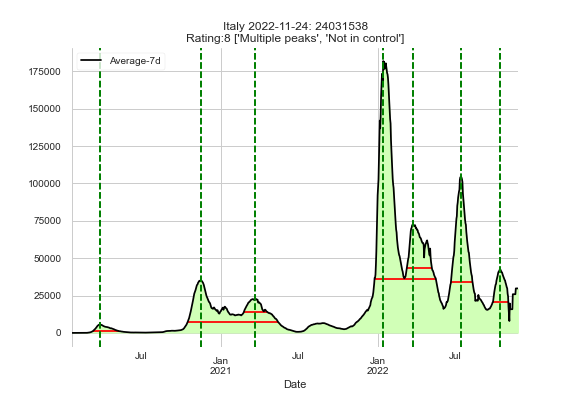 Italy 2022-11-24: 24031538
Rating:8 ['Multiple peaks', 'Not in control']
Average-7d
175000
150000
125000
100000
75000
50000
25000
0
Jul
Jan
2021
Jul
Jan
2022
Jul
Date